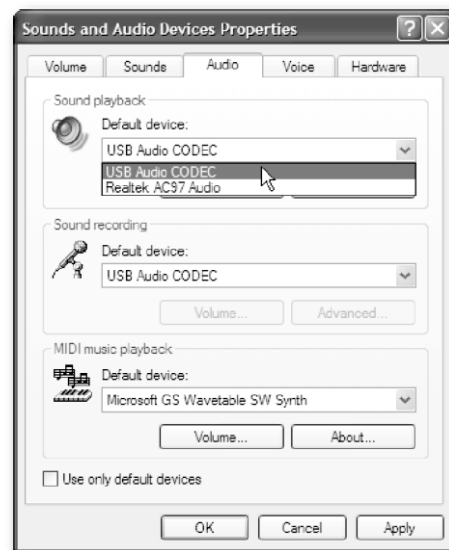 Sounds and Audio Devices Properties
Volume
Sounds
Audio
Voice
Hardware
Sound playback
Default device:
USB Audio CODEC
USB Audio CODEC
Realtek AC97 Audio
Sound recording
Default device:
USB Audio CODEC
Volume...
Advanced...
MIDI music playback
Default device:
Microsoft GS Wavetable SW Synth
Volume...
About...
Use only default devices
OK
Cancel
Apply